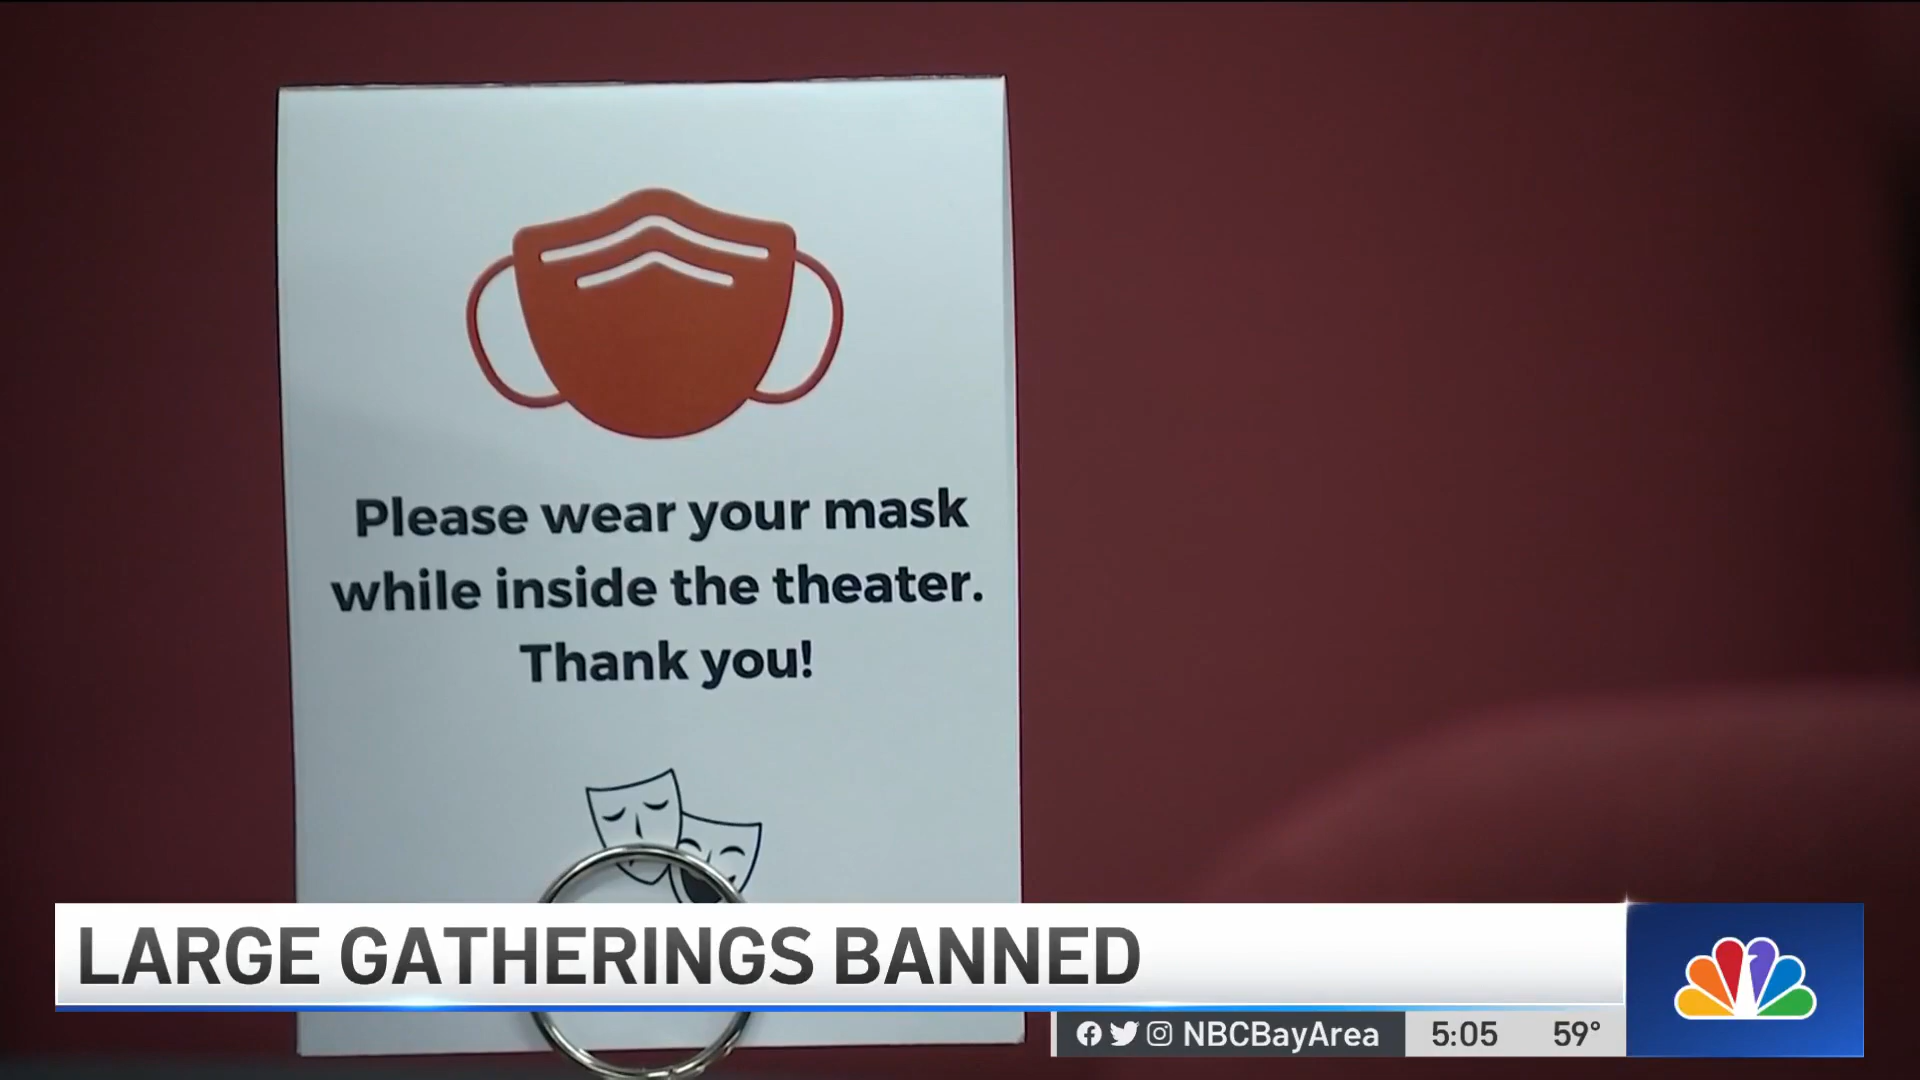 Please wear your mask
while inside the theater.
Thank you!
LARGE GATHERINGS BANNED
NBCBayArea 5:05 59°